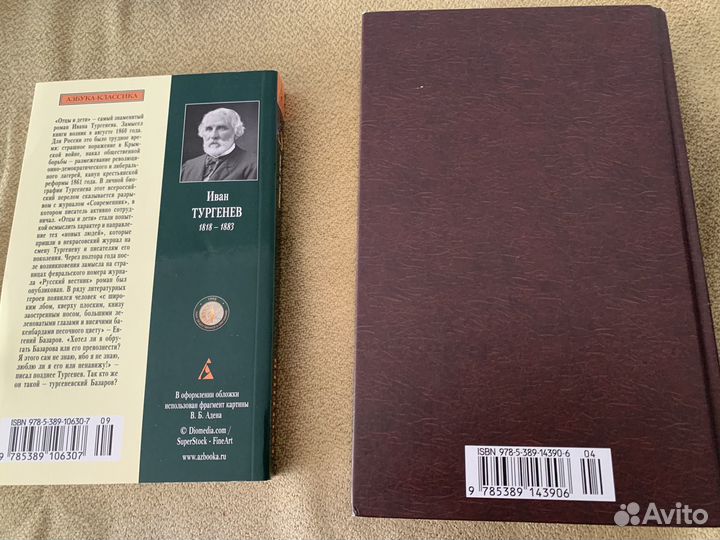 АЗБУКА-КЛАССИКА
«Отцы и дети» – самый знаменитый
роман Ивана Тургенева. Замысел
книги возник в августе 1860 года.
Для России это было трудное вре-
мя: страшное поражение в Крым-
ской войне, накал общественной
борьбы – размежевание революци-
онно-демократического и либераль-
ного лагерей, канун крестьянской
реформы 1861 года. В личной био-
графии Тургенева этот всероссий-
ский перелом сказывается разры-
вом с журналом «Современник», в
котором писатель активно сотруд-
ничал. «Отцы и дети» стали попыт-
кой осмыслить характер и направле-
ние тех «новых людей», которые
пришли в некрасовский журнал на
смену Тургеневу и писателям его
поколения. Через полтора года по-
сле возникновения замысла на стра-
ницах февральского номера журна-
ла «Русский вестник» роман был
опубликован. В ряду литературных
героев появился человек «с широ-
ким лбом, кверху плоским, книзу
заостренным носом, большими зе-
леноватыми глазами и висячими ба-
кенбардами песочного цвету» – Ев-
гений Базаров. «Хотел ли я обру-
гать Базарова или его превознести?
Я этого сам не знаю, ибо я не знаю,
люблю ли я его или ненавижу!» –
писал позднее Тургенев. Так кто же
он такой – тургеневский Базаров?
ISBN 978-5-389-10630-7
09
9 785389 106307
Иван
ТУРГЕНЕВ
1818 – 1883
В оформлении обложки
использован фрагмент картины
В. Б. Адена
© Diomedia.com /
SuperStock - FineArt
www.azbooka.ru
ISBN 978-5-389-14390-6
04
9 785389 143906
Avito